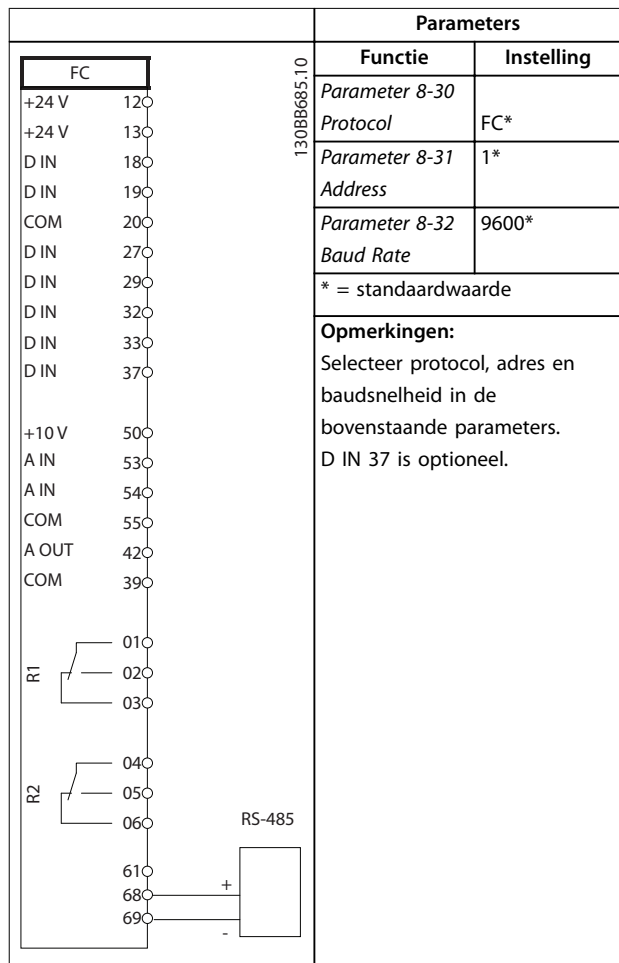 FC
+24 V 12
+24 V 13
D IN 18
D IN 19
COM 20
D IN 27
D IN 29
D IN 32
D IN 33
D IN 37
+10 V 50
A IN 53
A IN 54
COM 55
A OUT 42
COM 39
R1
01
02
03
R2
04
05
06
RS-485
61
68 +
69 -
130BB685.10
Parameters
Functie Instelling
Parameter 8-30
Protocol FC*
Parameter 8-31 1*
Address
Parameter 8-32 9600*
Baud Rate
* = standaardwaarde
Opmerkingen:
Selecteer protocol, adres en
baudsnelheid in de
bovenstaande parameters.
D IN 37 is optioneel.